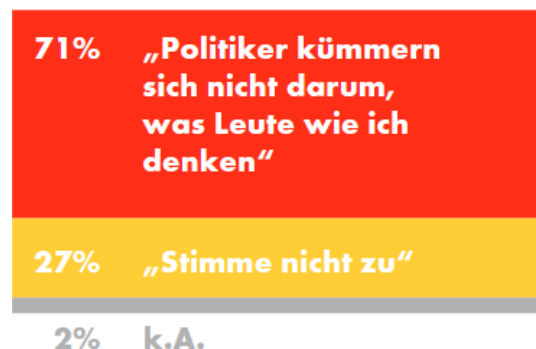 71% „Politiker kümmern
sich nicht darum,
was Leute wie ich
denken“
27% „Stimme nicht zu“
2% k.A.